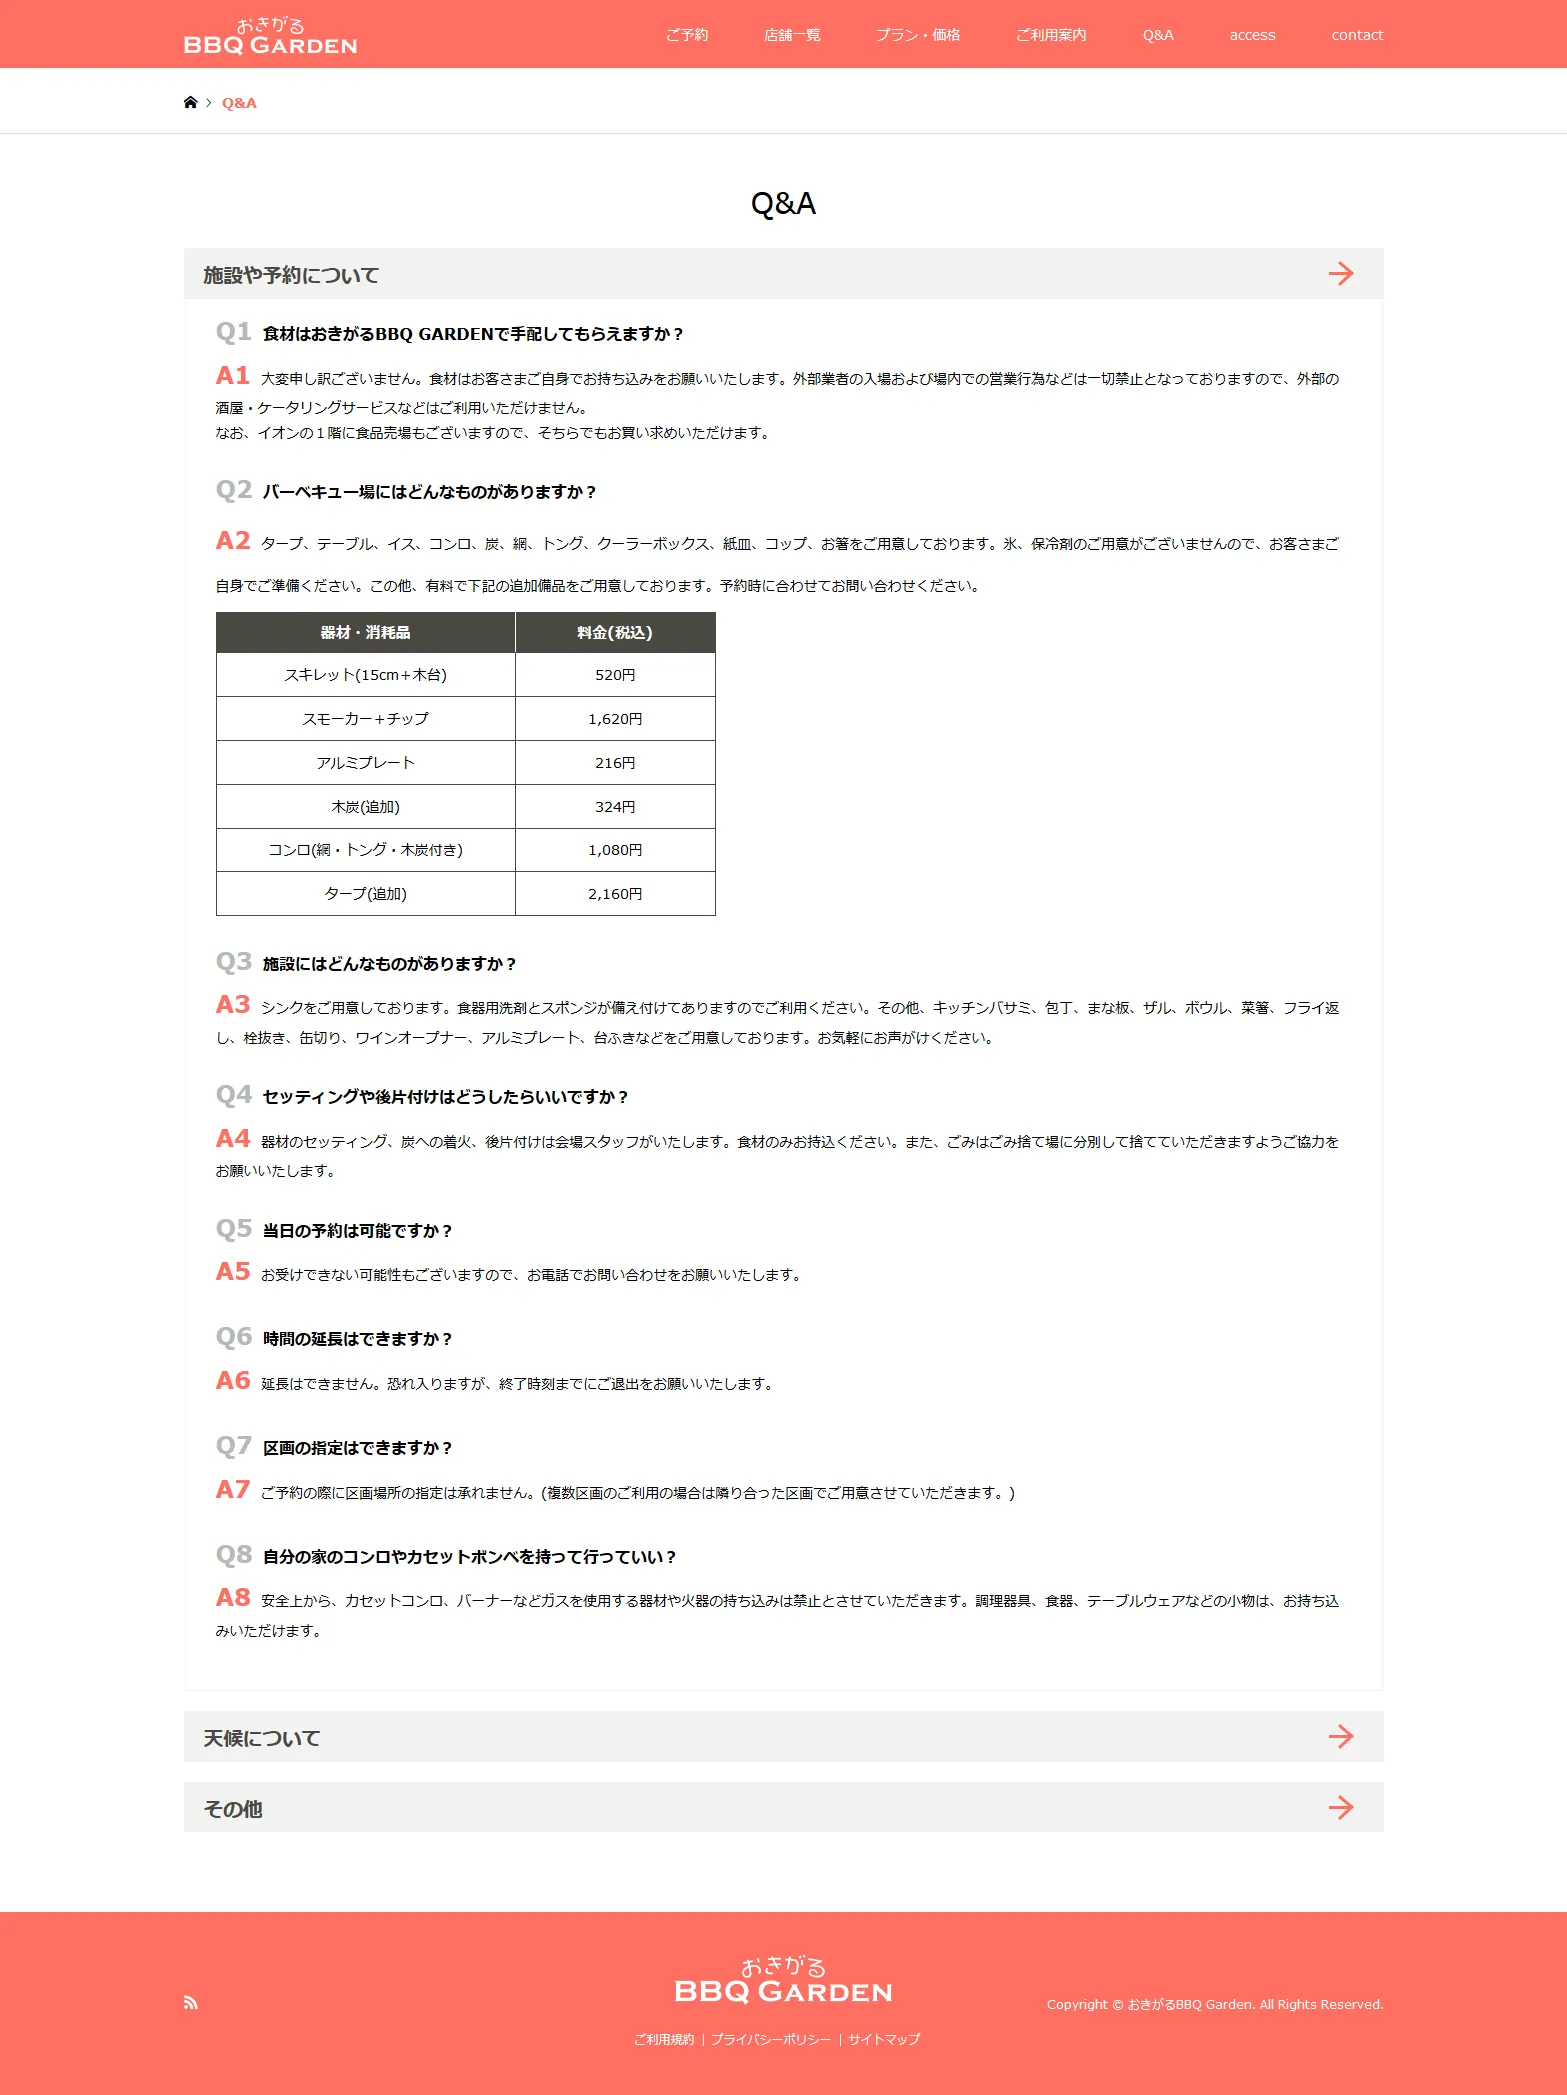 おきがる
BBQ GARDEN
ご予約 店舗一覧 プラン・価格 ご利用案内 Q&A access contact
Q&A
Q&A
施設や予約について
Q1 食材はおきがるBBQ GARDENで手配してもらえますか？
A1 大変申し訳ございません。食材はお客さまご自身でお持ち込みをお願いいたします。外部業者の入場および場内での営業行為などは一切禁止となっておりますので、外部の
酒屋・ケータリングサービスなどはご利用いただけません。
なお、イオンの１階に食品売場もございますので、そちらでもお買い求めいただけます。
Q2 バーベキュー場にはどんなものがありますか？
A2 タープ、テーブル、イス、コンロ、炭、網、トング、クーラーボックス、紙皿、コップ、お箸をご用意しております。氷、保冷剤のご用意がございませんので、お客さまご
自身でご準備ください。この他、有料で下記の追加備品をご用意しております。予約時に合わせてお問い合わせください。
器材・消耗品 料金(税込)
スキレット(15cm＋木台) 520円
スモーカー＋チップ 1,620円
アルミプレート 216円
木炭(追加) 324円
コンロ(網・トング・木炭付き) 1,080円
タープ(追加) 2,160円
Q3 施設にはどんなものがありますか？
A3 シンクをご用意しております。食器用洗剤とスポンジが備え付けてありますのでご利用ください。その他、キッチンバサミ、包丁、まな板、ザル、ボウル、菜箸、フライ返
し、栓抜き、缶切り、ワインオープナー、アルミプレート、台ふきなどをご用意しております。お気軽にお声がけください。
Q4 セッティングや後片付けはどうしたらいいですか？
A4 器材のセッティング、炭への着火、後片付けは会場スタッフがいたします。食材のみお持込ください。また、ごみはごみ捨て場に分別して捨てていただきますようご協力を
お願いいたします。
Q5 当日の予約は可能ですか？
A5 お受けできない可能性もございますので、お電話でお問い合わせをお願いいたします。
Q6 時間の延長はできますか？
A6 延長はできません。恐れ入りますが、終了時刻までにご退出をお願いいたします。
Q7 区画の指定はできますか？
A7 ご予約の際に区画場所の指定は承れません。(複数区画のご利用の場合は隣り合った区画でご用意させていただきます。)
Q8 自分の家のコンロやカセットボンベを持って行っていい？
A8 安全上から、カセットコンロ、バーナーなどガスを使用する器材や火器の持ち込みは禁止とさせていただきます。調理器具、食器、テーブルウェアなどの小物は、お持ち込
みいただけます。
天候について
その他
おきがる
BBQ GARDEN
Copyright © おきがるBBQ Garden. All Rights Reserved.
ご利用規約 | プライバシーポリシー | サイトマップ